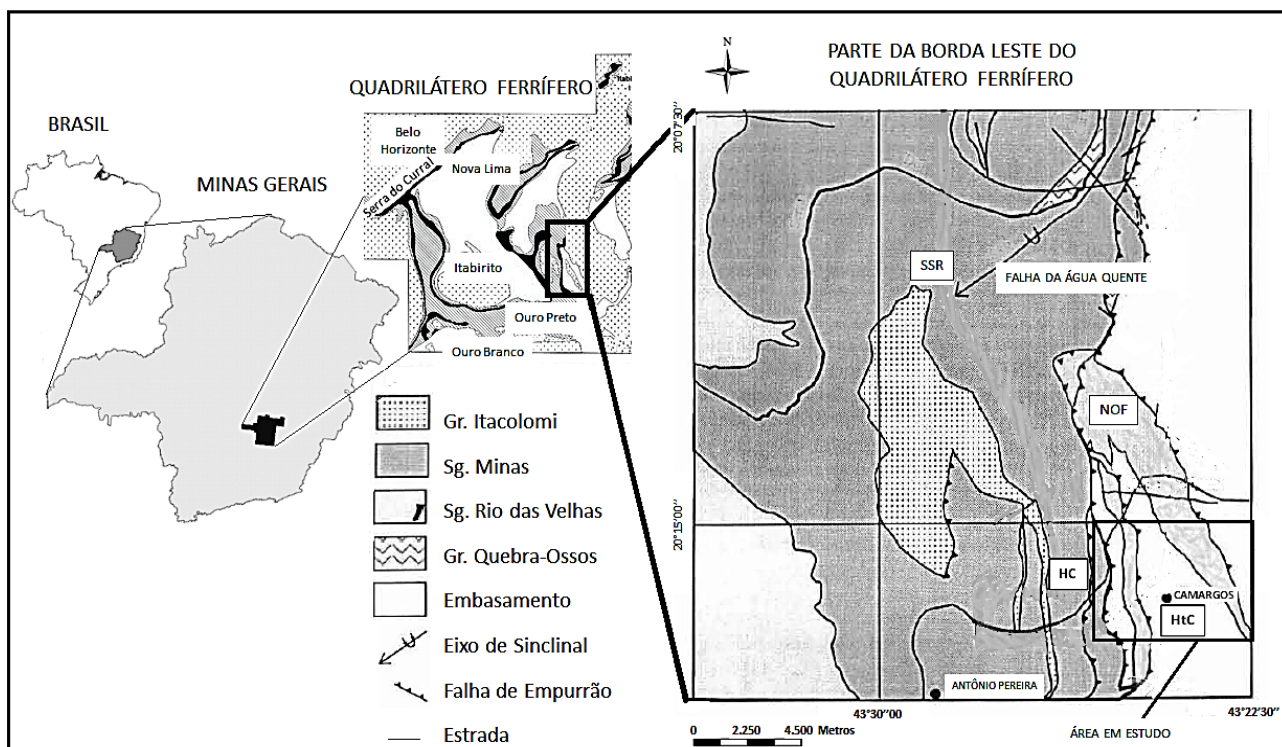 BRASIL
MINAS GERAIS
QUADRILÁTERO FERRÍFERO
Belo
Horizonte
Nova Lima
Serra do Curral
Itabirito
Ouro Preto
Ouro Branco
Gr. Itacolomi
Sg. Minas
Sg. Rio das Velhas
Gr. Quebra-Ossos
Embasamento
Eixo de Sinclinal
Falha de Empurrão
Estrada
N
PARTE DA BORDA LESTE DO
QUADRILÁTERO FERRÍFERO
20°07'30''
SSR
FALHA DA ÁGUA QUENTE
NOF
20°15'00''
HC
CAMARGOS
HtC
ANTÔNIO PEREIRA
43°30''00
43°22'30''
0 2.250 4.500 Metros
ÁREA EM ESTUDO